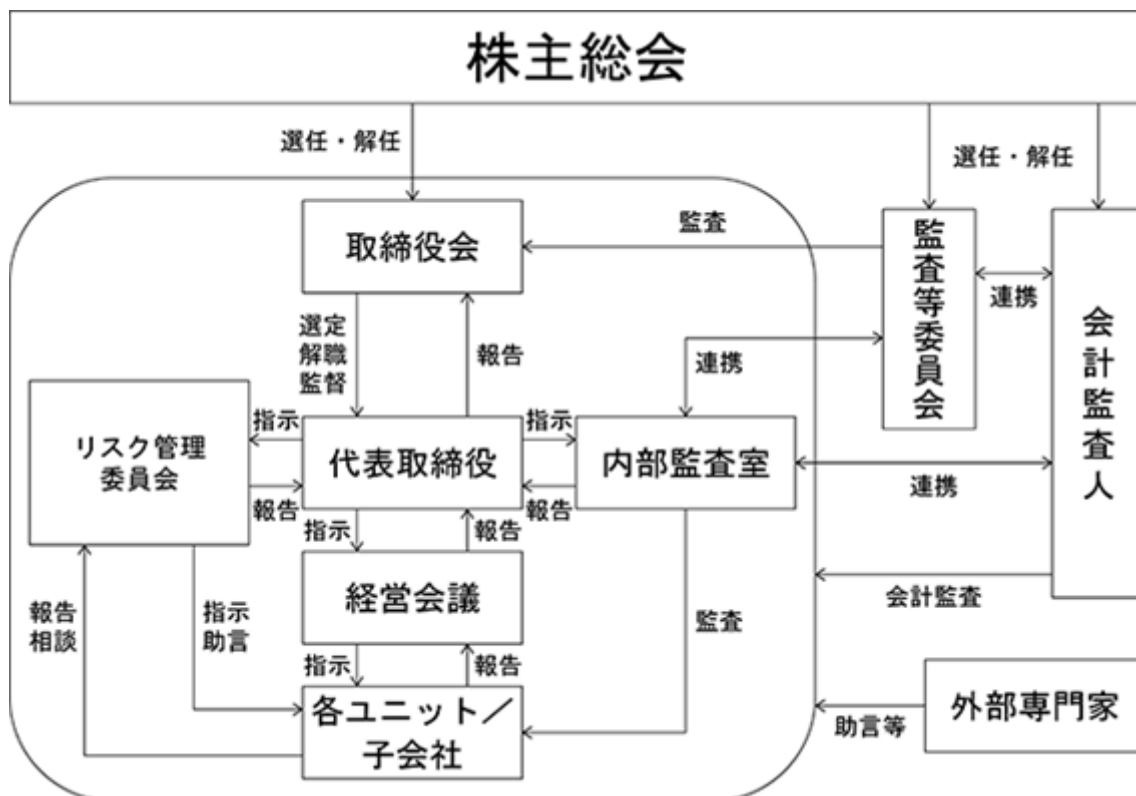 株主総会
選任・解任
選任・解任
取締役会
監査
監査等委員会
連携
会計監査人
選定
解職
監督
報告
連携
リスク管理
委員会
指示
代表取締役
指示
内部監査室
報告
報告
連携
指示
報告
経営会議
会計監査
報告
相談
指示
助言
監査
指示
報告
各ユニット／
子会社
外部専門家
助言等